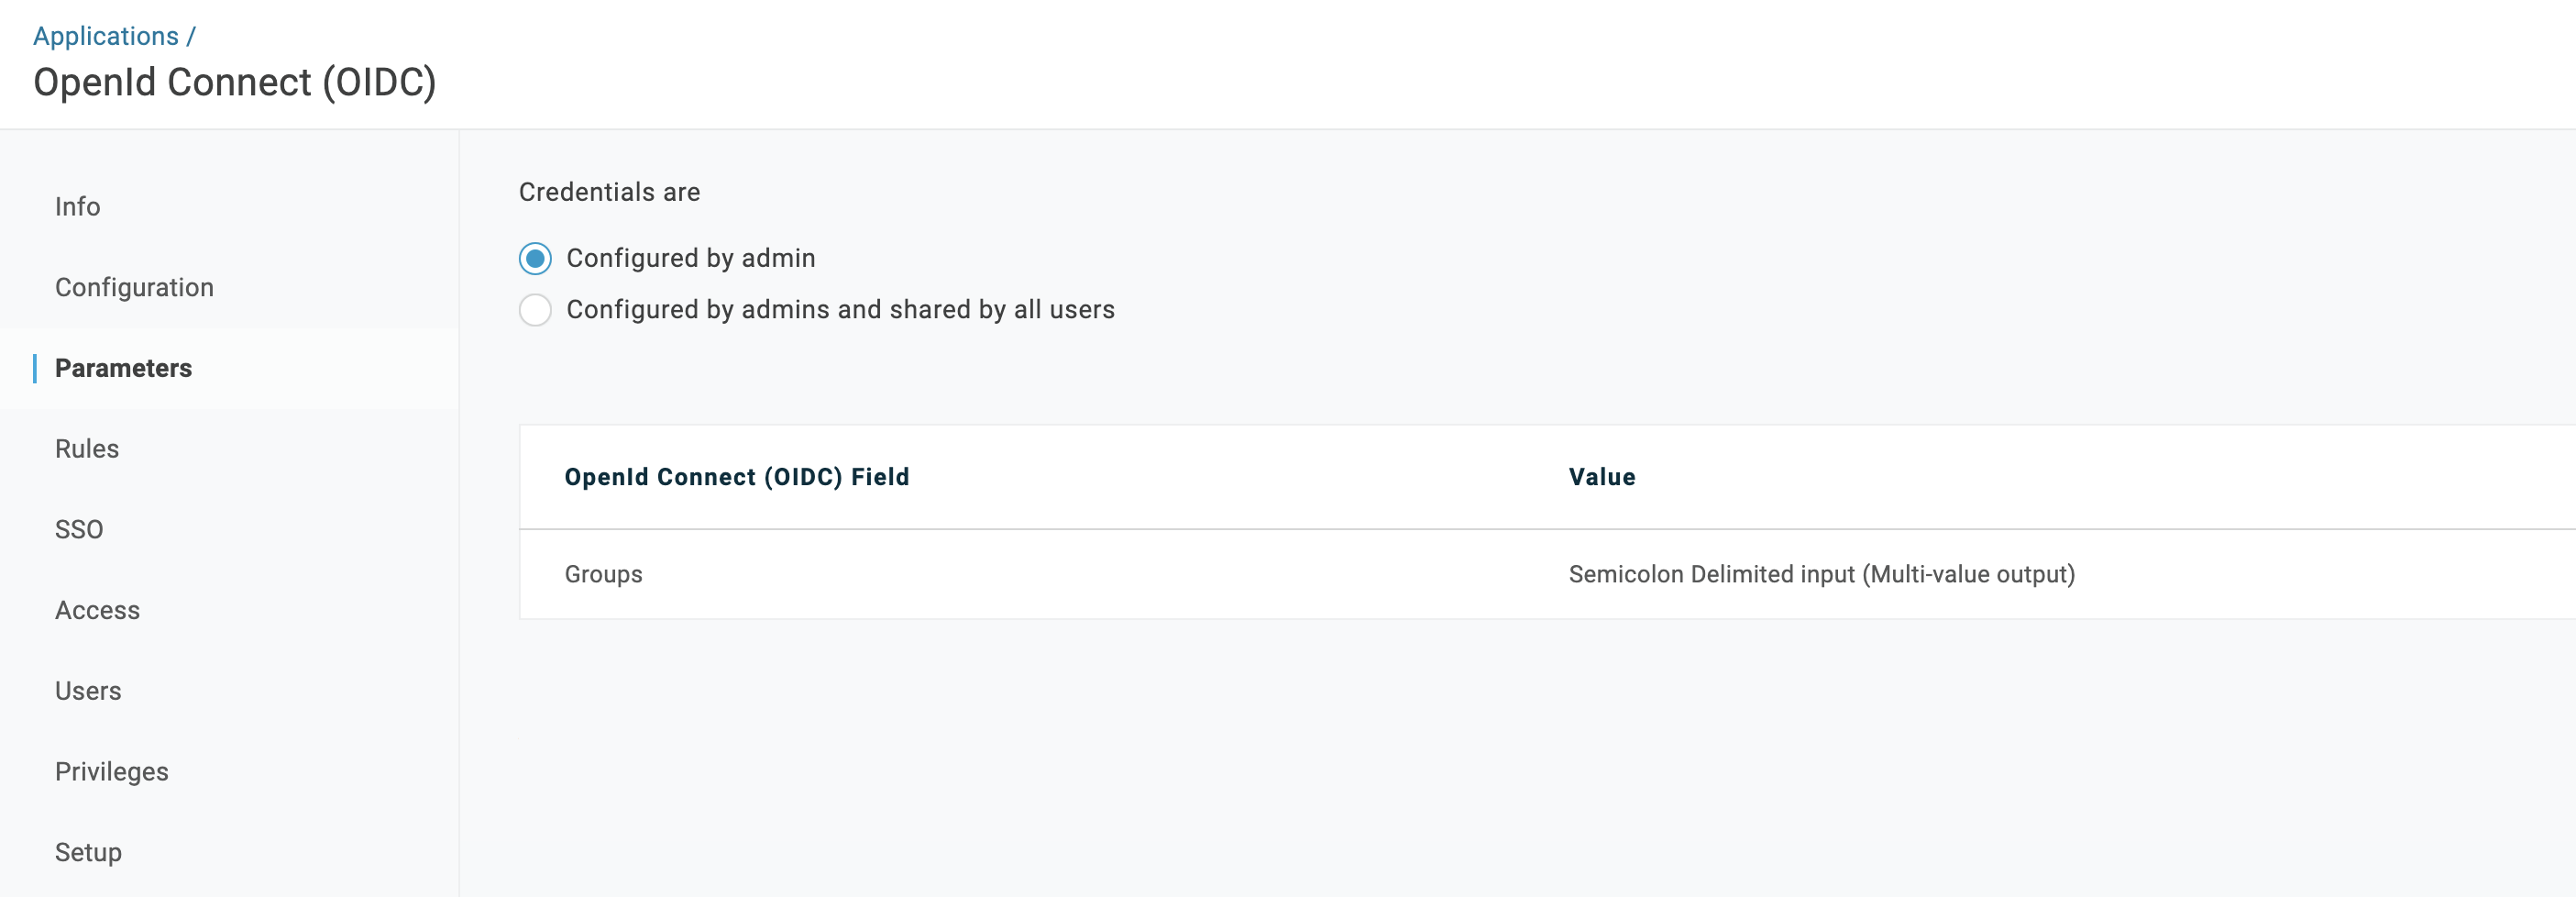 Applications /
OpenId Connect (OIDC)
Info
Configuration
Parameters
Rules
SSO
Access
Users
Privileges
Setup
Credentials are
Configured by admin
Configured by admins and shared by all users
OpenId Connect (OIDC) Field Value
Groups Semicolon Delimited input (Multi-value output)